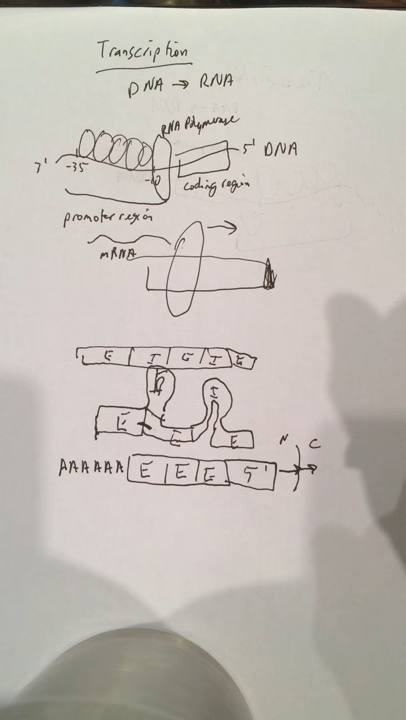 Transcription
DNA → RNA
RNA Polymerase
3' -35 -10 5' DNA
coding region
promoter region
mRNA
E I E I E
I I
E E E
N C
AAAAAA E E E 5'